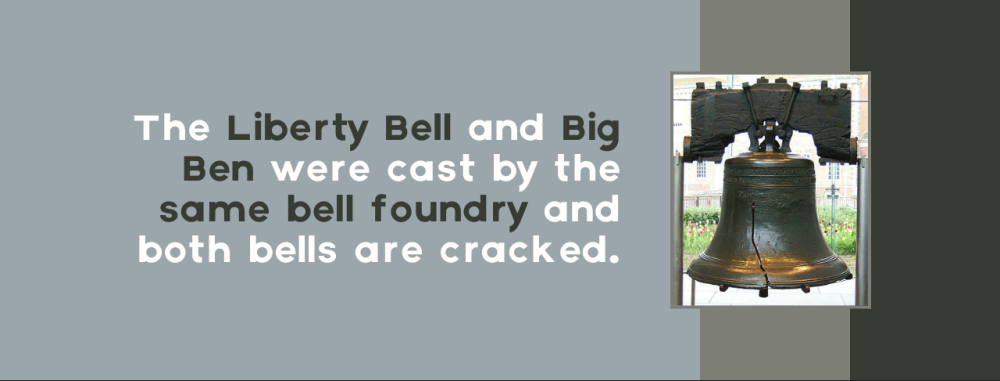 The Liberty Bell and Big
Ben were cast by the
same bell foundry and
both bells are cracked.